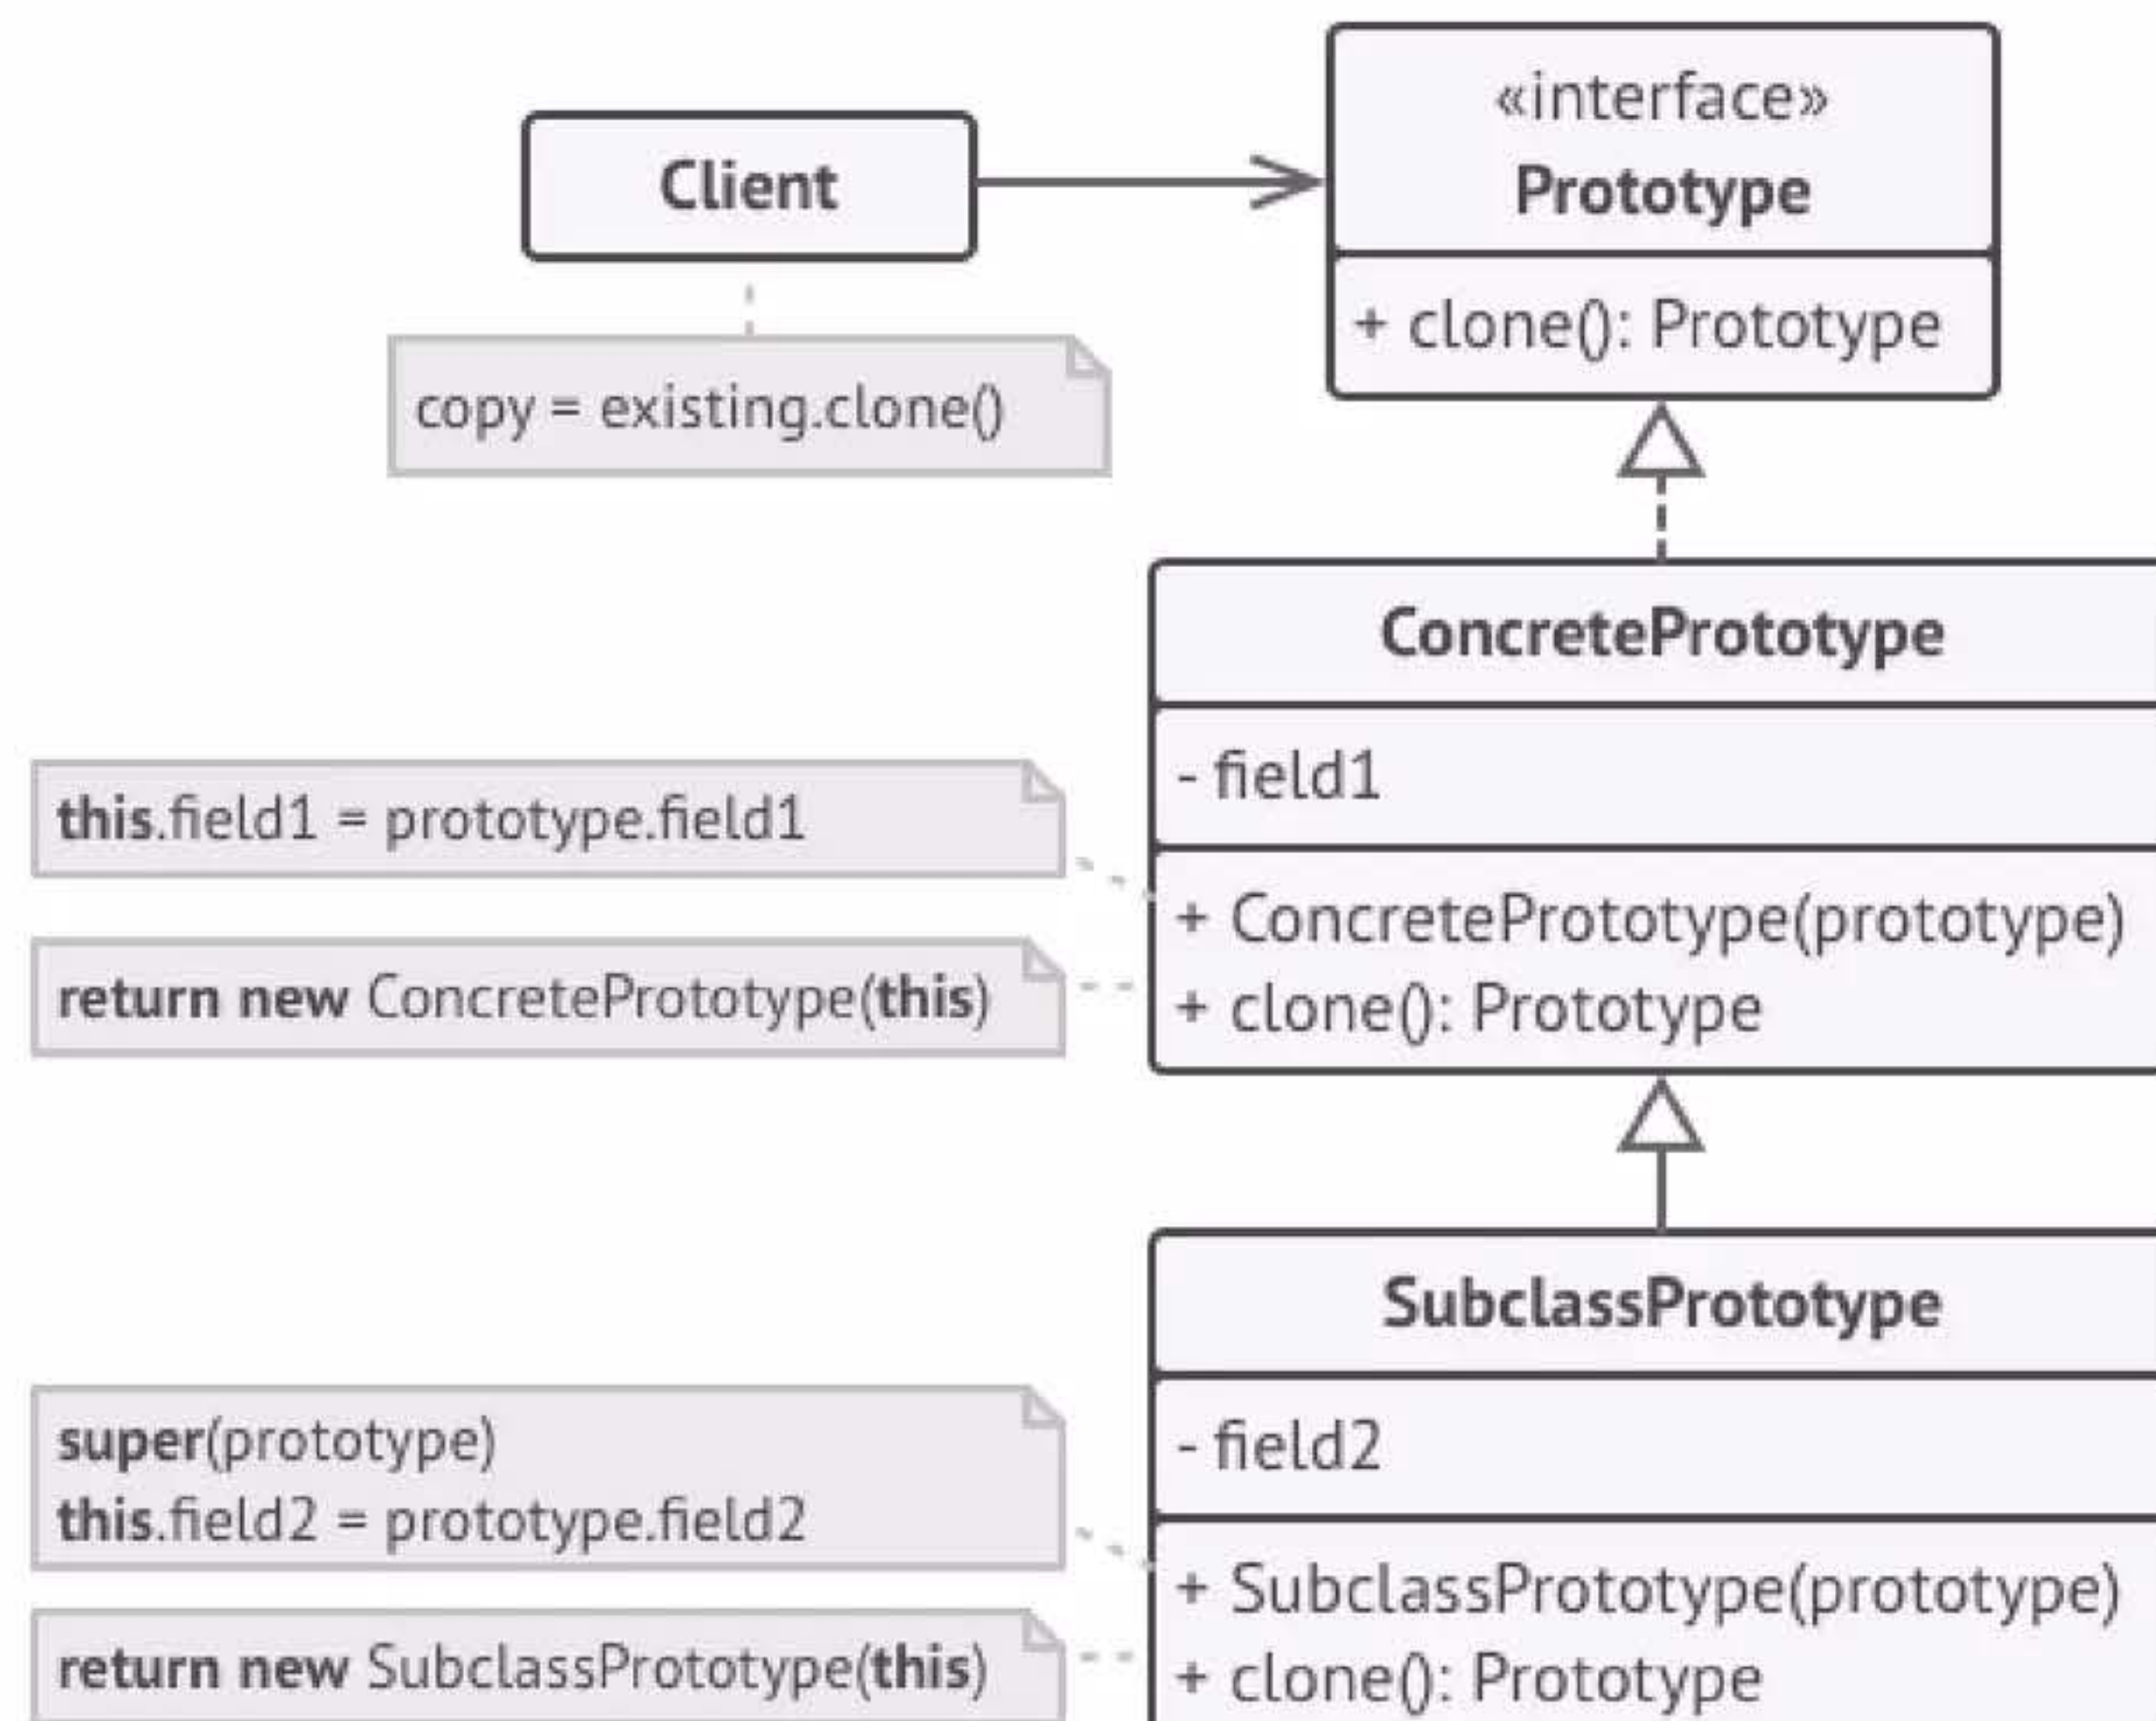 «interface»
Client
Prototype
+ clone(): Prototype
copy = existing.clone()
ConcretePrototype
- field1
this.field1 = prototype.field1
+ ConcretePrototype(prototype)
return new ConcretePrototype(this)
+ clone(): Prototype
SubclassPrototype
- field2
super(prototype)
this.field2 = prototype.field2
+ SubclassPrototype(prototype)
return new SubclassPrototype(this)
+ clone(): Prototype